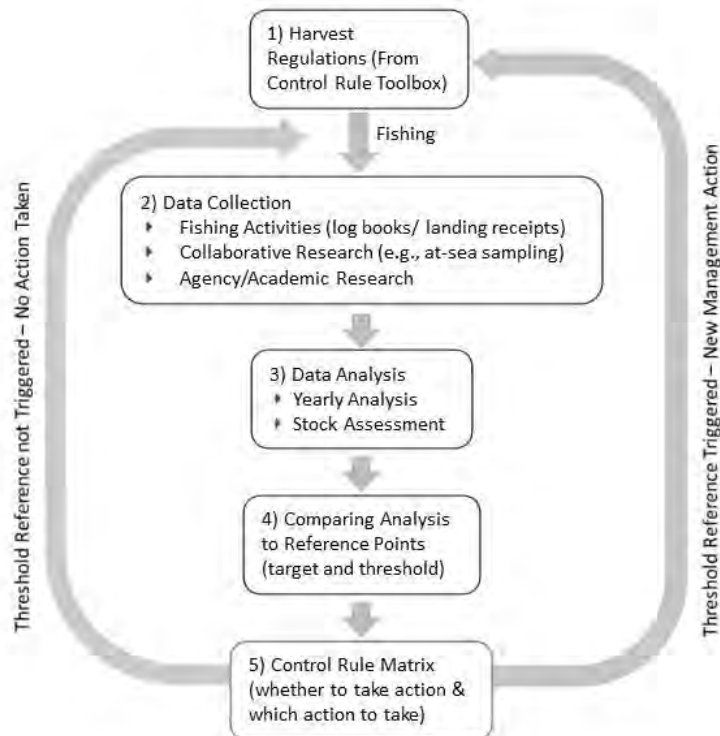 1) Harvest
Regulations (From
Control Rule Toolbox)
Fishing
2) Data Collection
‣ Fishing Activities (log books/ landing receipts)
‣ Collaborative Research (e.g., at-sea sampling)
‣ Agency/Academic Research
3) Data Analysis
‣ Yearly Analysis
‣ Stock Assessment
4) Comparing Analysis
to Reference Points
(target and threshold)
5) Control Rule Matrix
(whether to take action &
which action to take)
Threshold Reference not Triggered – No Action Taken
Threshold Reference Triggered – New Management Action